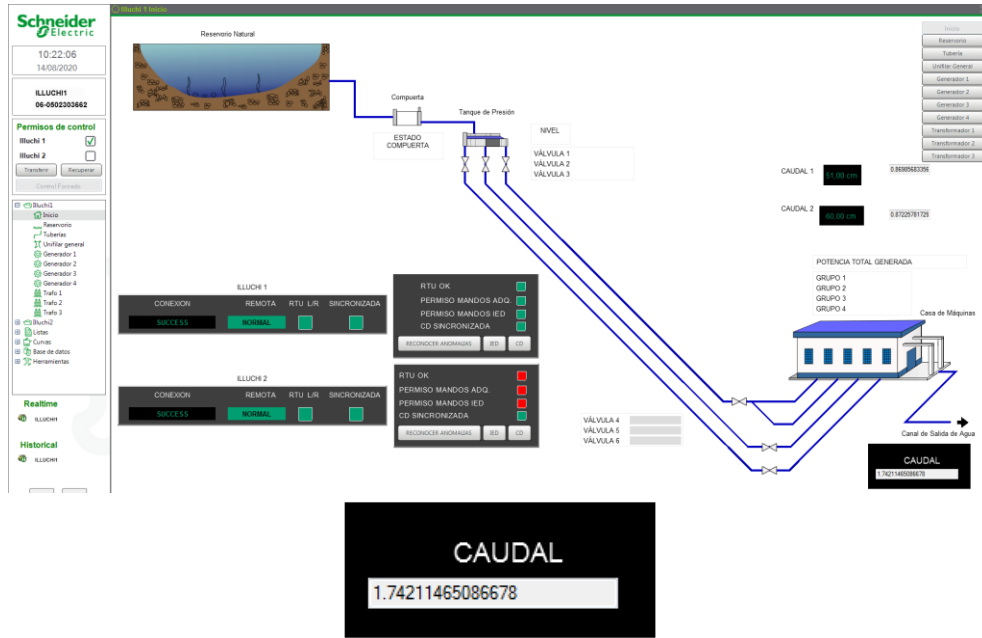 Schneider
Electric
Illuchi 1 Inicio
10:22:06
14/08/2020
ILLUCHI1
06-0502303662
Permisos de control
Illuchi 1
Illuchi 2
Transferir
Recuperar
Control Forzado
Illuchi1
Inicio
Reservorio
Tuberías
Unifilar general
Generador 1
Generador 2
Generador 3
Generador 4
Trafo 1
Trafo 2
Trafo 3
Illuchi2
Listas
Curvas
Base de datos
Herramientas
Realtime
ILLUCHI1
Historical
ILLUCHI1
Reservorio Natural
Compuerta
ESTADO
COMPUERTA
Tanque de Presión
NIVEL
VÁLVULA 1
VÁLVULA 2
VÁLVULA 3
Inicio
Reservorio
Tubería
Unifilar General
Generador 1
Generador 2
Generador 3
Generador 4
Transformador 1
Transformador 2
Transformador 3
CAUDAL 1
51,00 cm
CAUDAL 2
60,00 cm
0.87225781728
POTENCIA TOTAL GENERADA
GRUPO 1
GRUPO 2
GRUPO 3
GRUPO 4
Casa de Máquinas
ILLUCHI 1
CONEXION
REMOTA
RTU L/R
SINCRONIZADA
SUCCESS
NORMAL
RTU OK
PERMISO MANDOS ADQ.
PERMISO MANDOS IED
CD SINCRONIZADA
RECONOCER ANOMALIAS
IED
CD
ILLUCHI 2
CONEXION
REMOTA
RTU L/R
SINCRONIZADA
SUCCESS
NORMAL
RTU OK
PERMISO MANDOS ADQ.
PERMISO MANDOS IED
CD SINCRONIZADA
RECONOCER ANOMALIAS
IED
CD
VÁLVULA 4
VÁLVULA 5
VÁLVULA 6
Canal de Salida de Agua
CAUDAL
1.74211465086678
CAUDAL
1.74211465086678